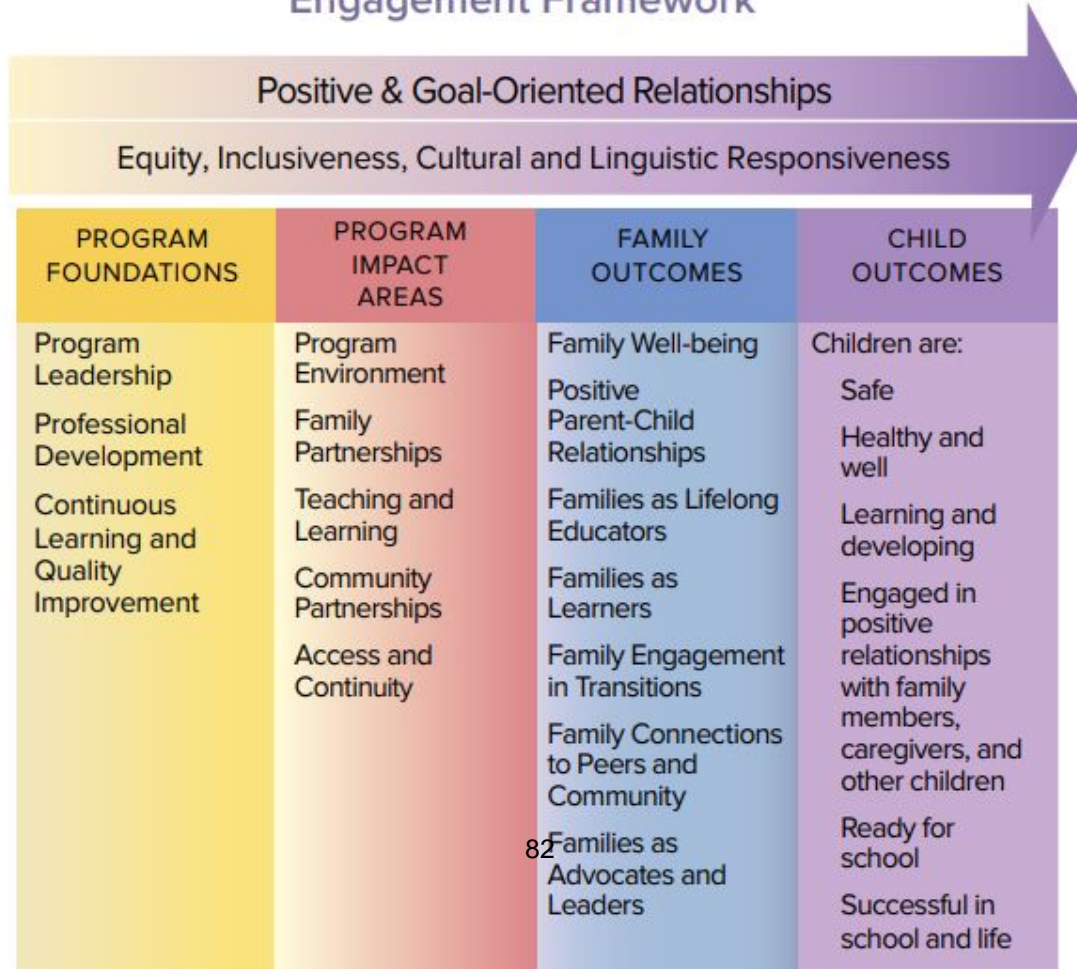 Engagement Framework
Positive & Goal-Oriented Relationships
Equity, Inclusiveness, Cultural and Linguistic Responsiveness
PROGRAM
FOUNDATIONS
Program
Leadership
Professional
Development
Continuous
Learning and
Quality
Improvement
PROGRAM
IMPACT
AREAS
Program
Environment
Family
Partnerships
Teaching and
Learning
Community
Partnerships
Access and
Continuity
FAMILY
OUTCOMES
Family Well-being
Positive
Parent-Child
Relationships
Families as Lifelong
Educators
Families as
Learners
Family Engagement
in Transitions
Family Connections
to Peers and
Community
Families as
Advocates and
Leaders
CHILD
OUTCOMES
Children are:
Safe
Healthy and
well
Learning and
developing
Engaged in
positive
relationships
with family
members,
caregivers, and
other children
Ready for
school
Successful in
school and life
82